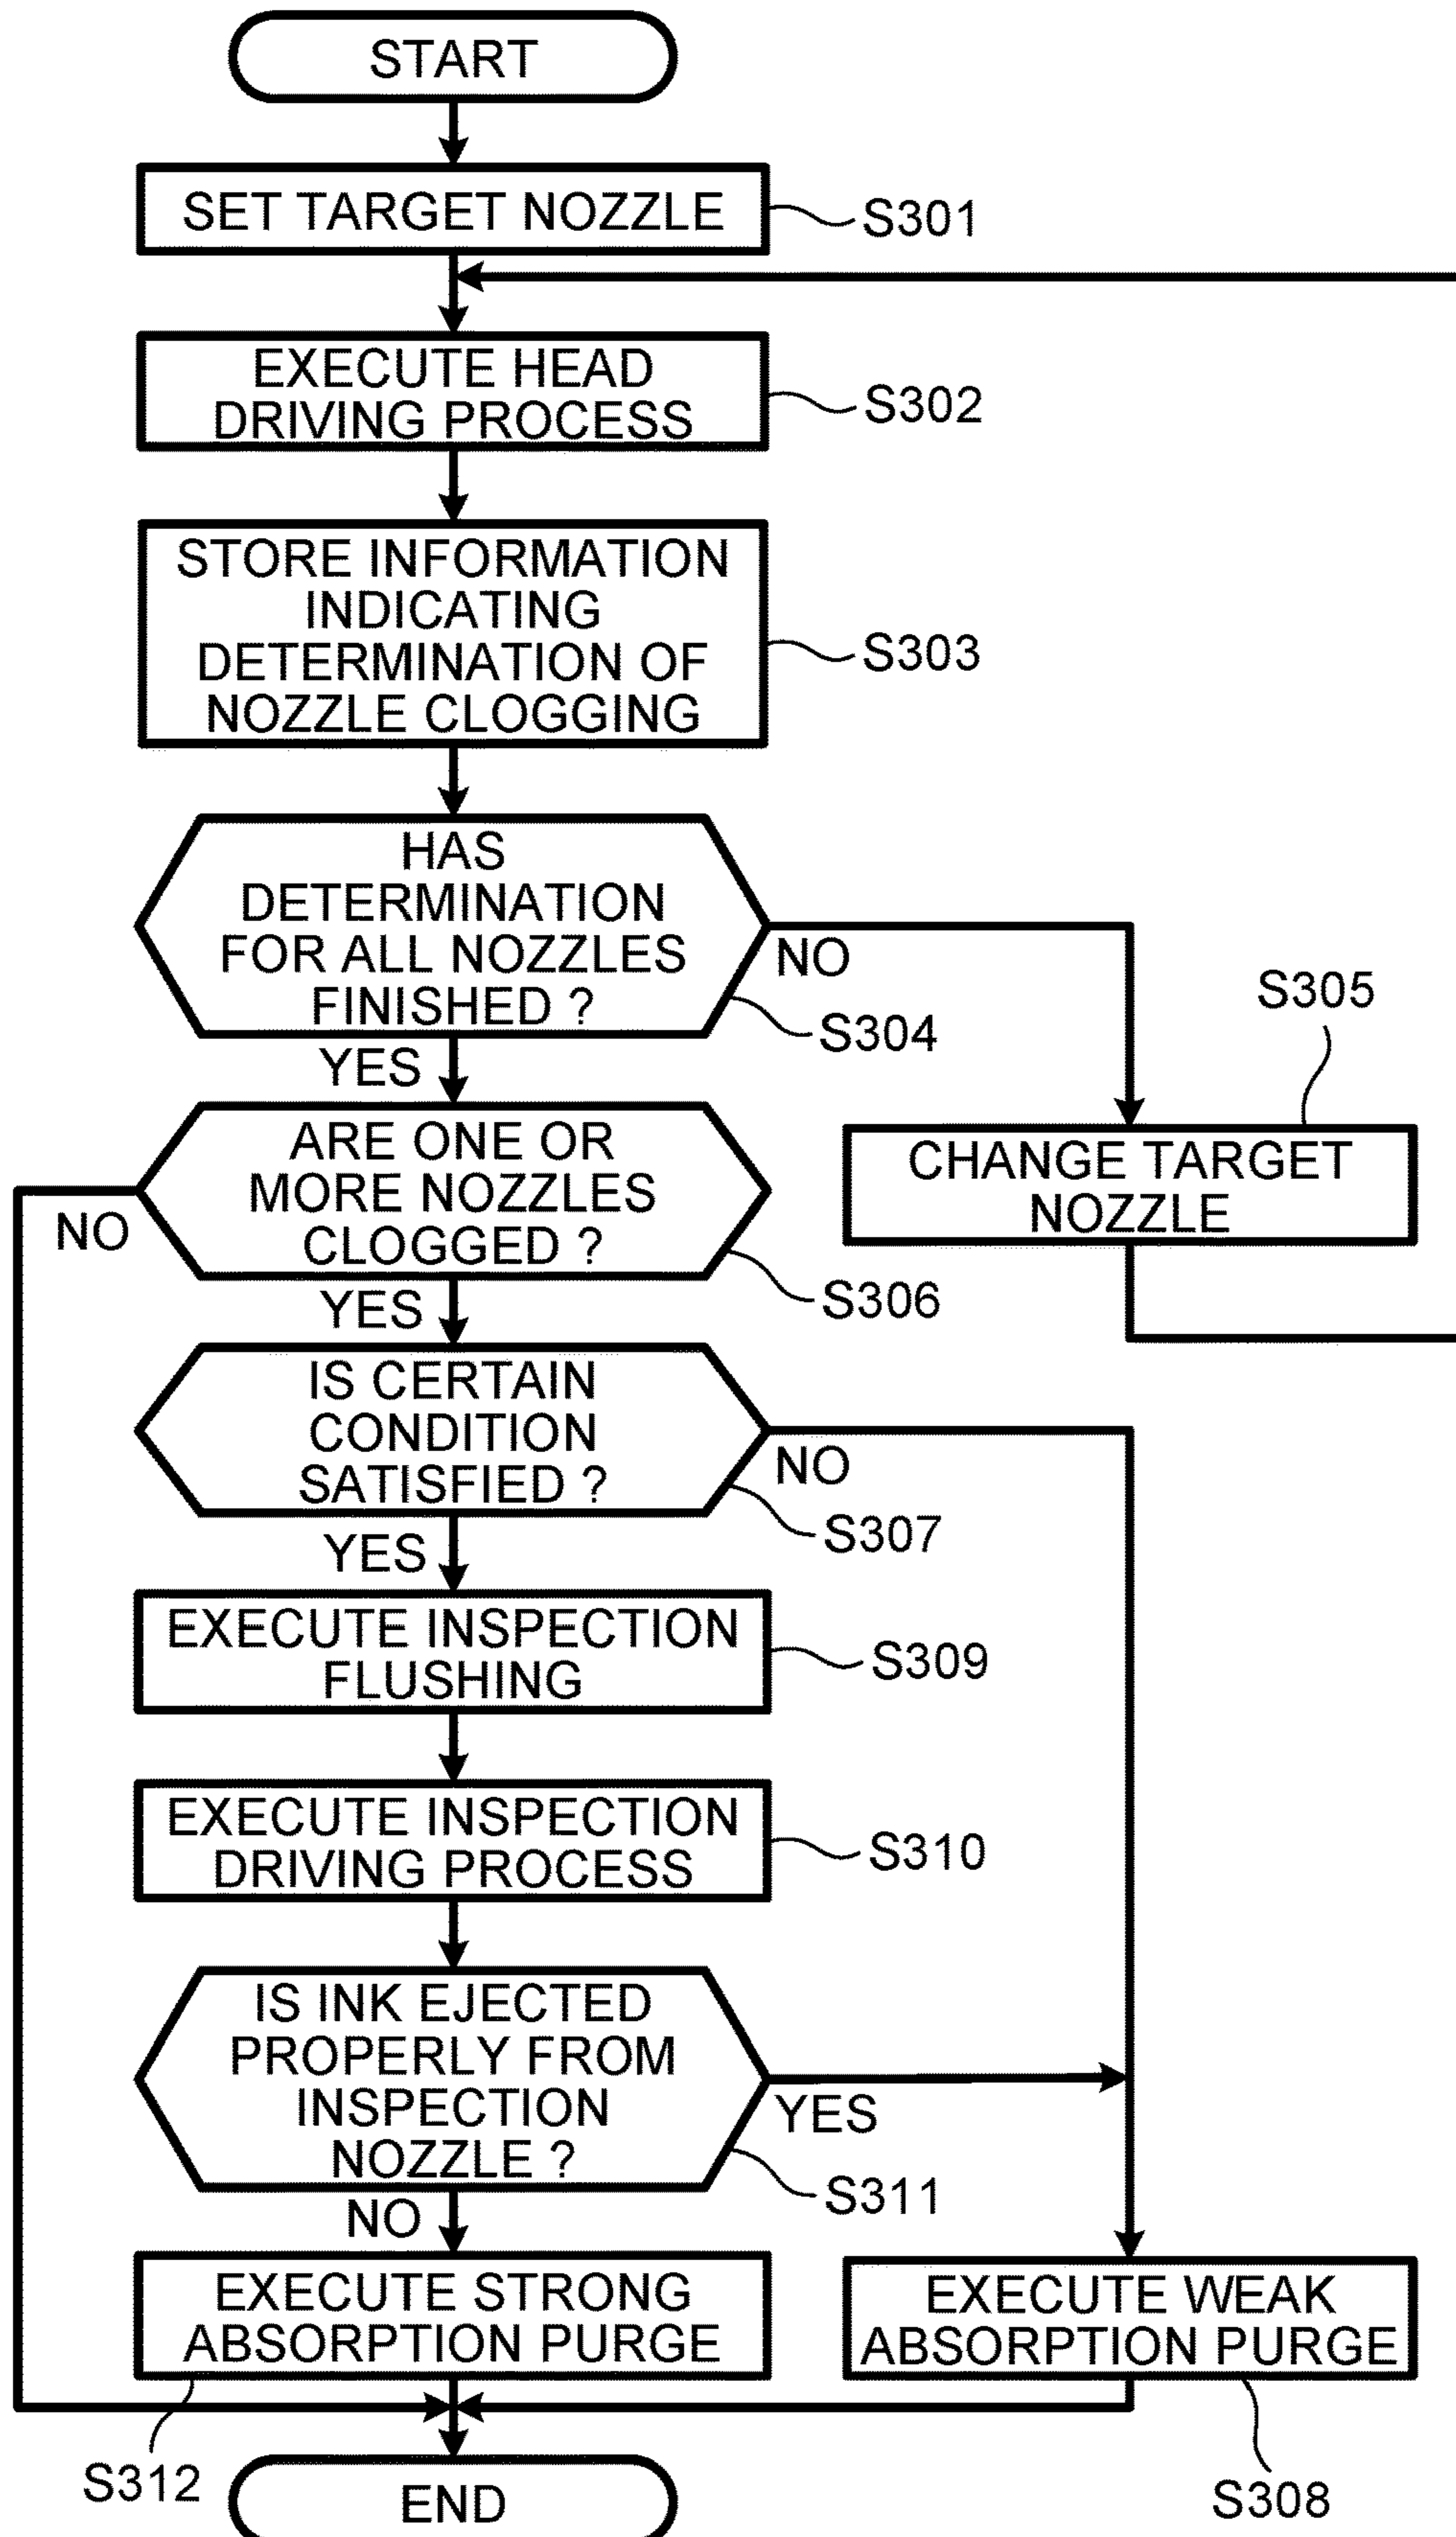 START
SET TARGET NOZZLE
S301
EXECUTE HEAD
DRIVING PROCESS
S302
STORE INFORMATION
INDICATING
DETERMINATION OF
NOZZLE CLOGGING
S303
HAS
DETERMINATION
FOR ALL NOZZLES
FINISHED ?
NO
S304
YES
S305
CHANGE TARGET
NOZZLE
ARE ONE OR
MORE NOZZLES
CLOGGED ?
NO
S306
YES
IS CERTAIN
CONDITION
SATISFIED ?
NO
S307
YES
EXECUTE INSPECTION
FLUSHING
S309
EXECUTE INSPECTION
DRIVING PROCESS
S310
IS INK EJECTED
PROPERLY FROM
INSPECTION
NOZZLE ?
YES
S311
NO
EXECUTE STRONG
ABSORPTION PURGE
S312
EXECUTE WEAK
ABSORPTION PURGE
S308
END